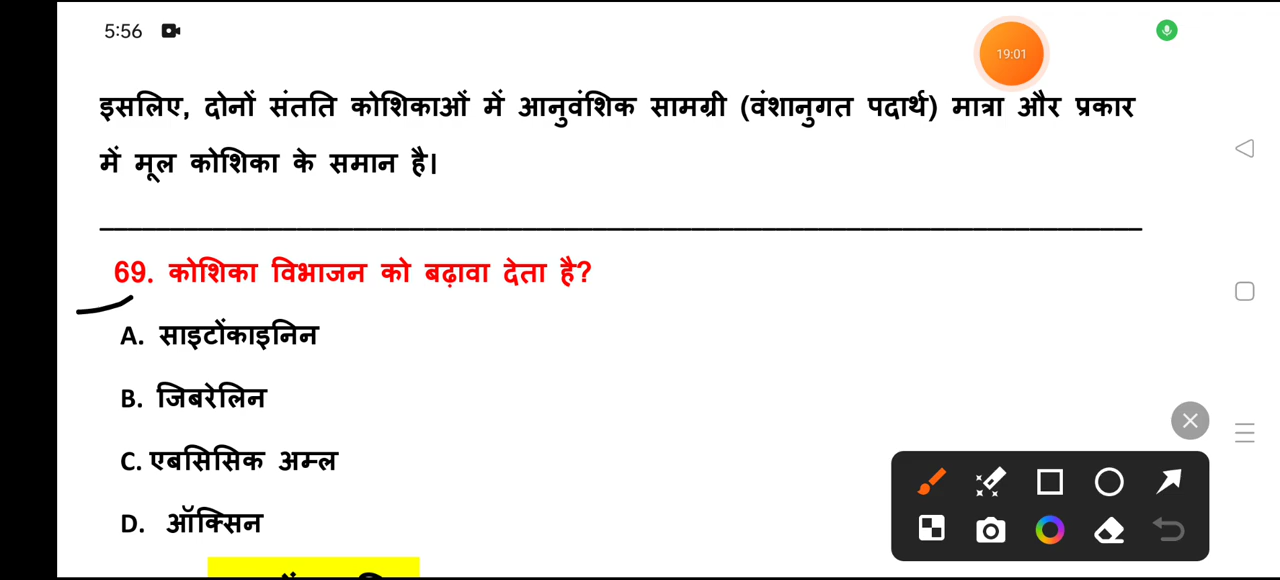 5:56
19:01
इसलिए, दोनों संतति कोशिकाओं में आनुवंशिक सामग्री (वंशानुगत पदार्थ) मात्रा और प्रकार
में मूल कोशिका के समान है।
69. कोशिका विभाजन को बढ़ावा देता है?
A. साइटोंकाइनिन
B. जिबरेलिन
C. एबसिसिक अम्ल
D. ऑक्सिन